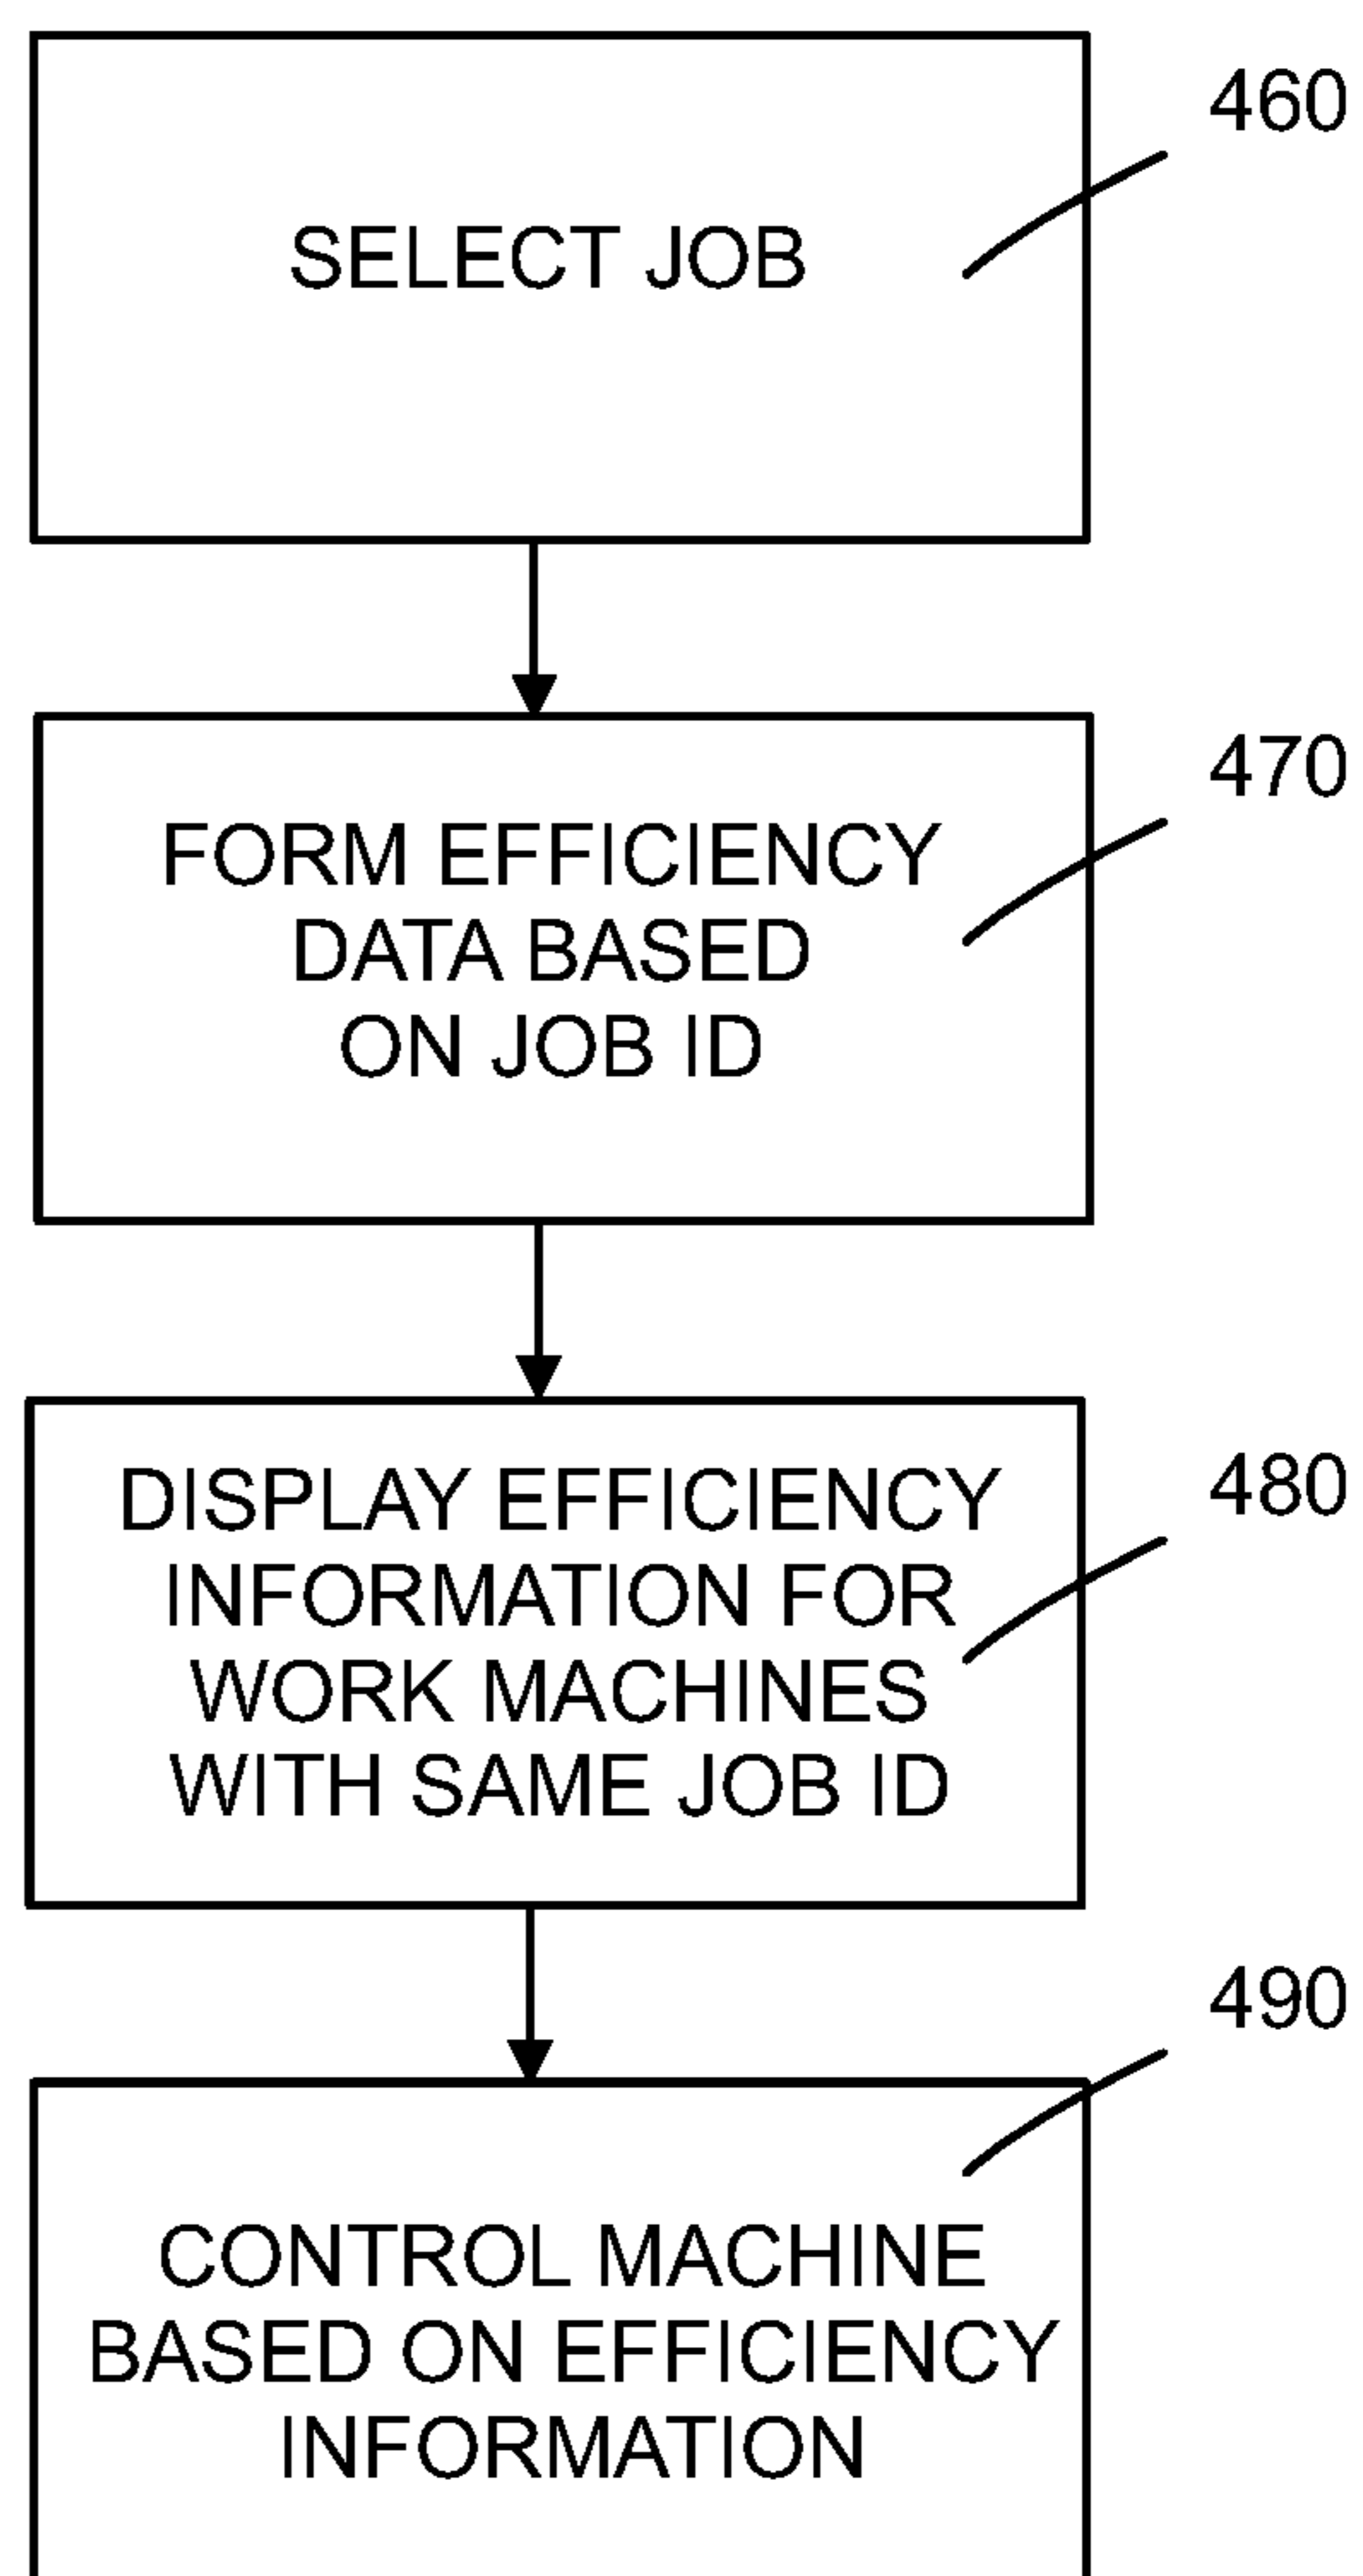 460
SELECT JOB
470
FORM EFFICIENCY
DATA BASED
ON JOB ID
480
DISPLAY EFFICIENCY
INFORMATION FOR
WORK MACHINES
WITH SAME JOB ID
490
CONTROL MACHINE
BASED ON EFFICIENCY
INFORMATION